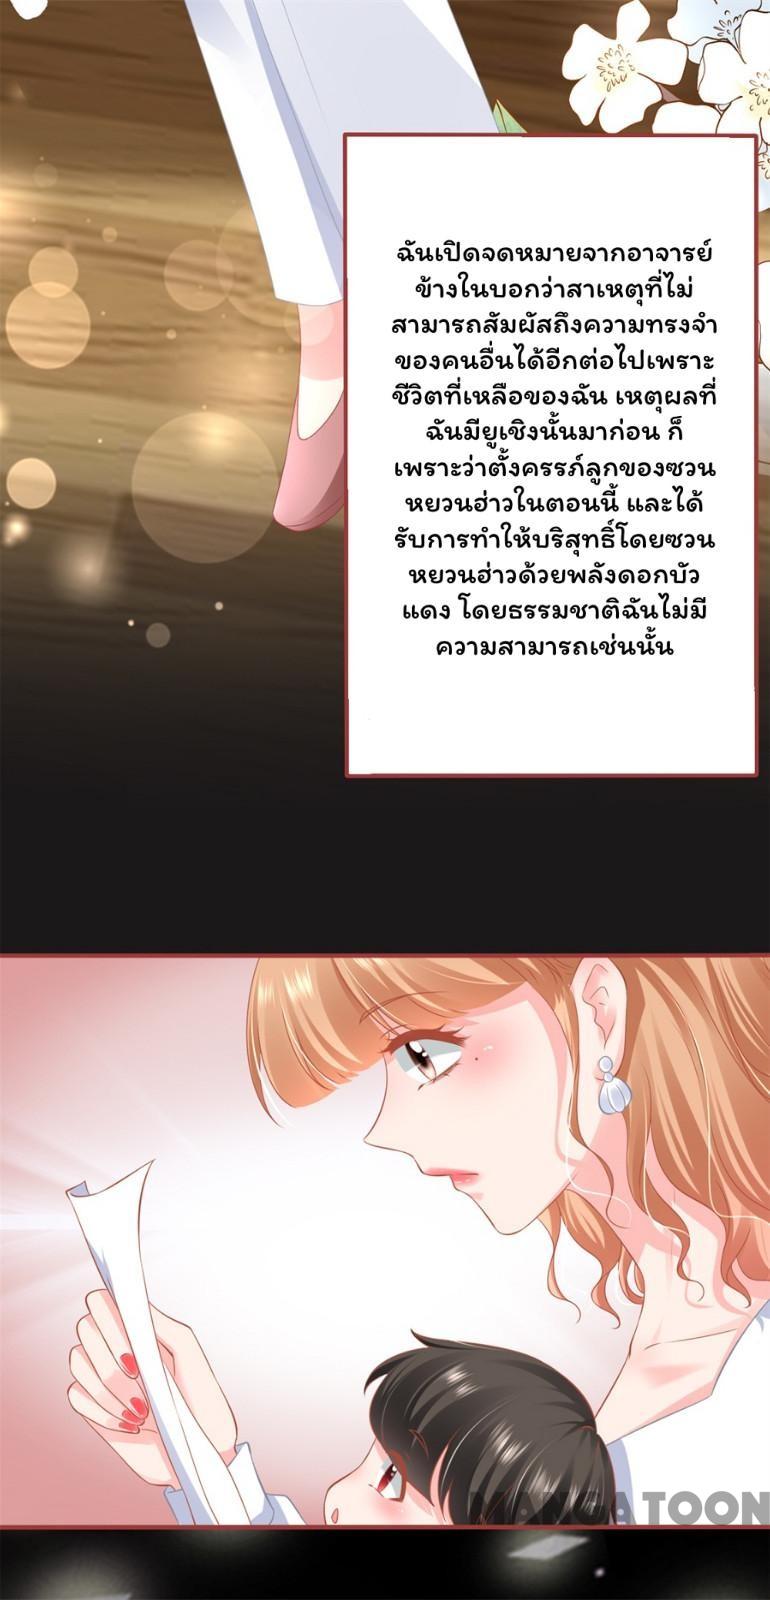 ฉันเปิดจดหมายจากอาจารย์
ข้างในบอกว่าสาเหตุที่ไม่
สามารถสัมผัสถึงความทรงจำ
ของคนอื่นได้อีกต่อไปเพราะ
ชีวิตที่เหลือของฉัน เหตุผลที่
ฉันมียูเชิงนั้นมาก่อน ก็
เพราะว่าตั้งครรภ์ลูกของซวน
หยวนฮ่าวในตอนนี้ และได้
รับการทำให้บริสุทธิ์โดยซวน
หยวนฮ่าวด้วยพลังดอกบัว
แดง โดยธรรมชาติฉันไม่มี
ความสามารถเช่นนั้น
MANGATOON